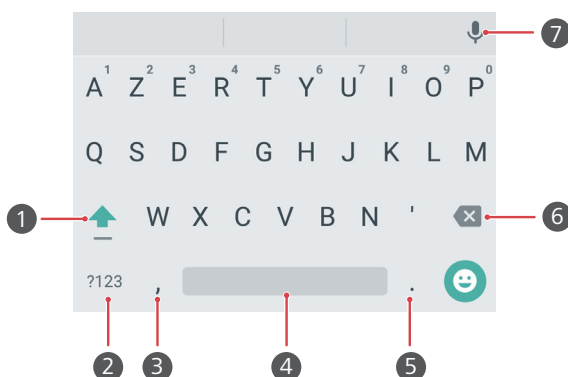 7
1 2 3 4 5 6 7 8 9 0
A Z E R T Y U I O P
Q S D F G H J K L M
1 W X C V B N ' 6
?123 , .
2 3 4 5